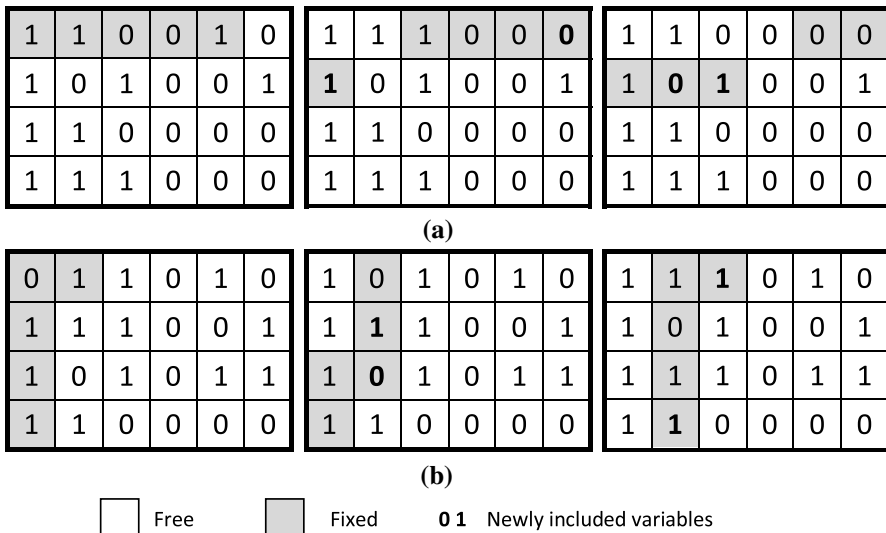 1 1 0 0 1 0 1 1 1 0 0 0 1 1 0 0 0 0
1 0 1 0 0 1 1 0 1 0 0 1 1 0 1 0 0 1
1 1 0 0 0 0 1 1 0 0 0 0 1 1 0 0 0 0
1 1 1 0 0 0 1 1 1 0 0 0 1 1 1 0 0 0
(a)
0 1 1 0 1 0 1 0 1 0 1 0 1 1 1 0 1 0
1 1 1 0 0 1 1 1 1 0 0 1 1 0 1 0 0 1
1 0 1 0 1 1 1 0 1 0 1 1 1 1 1 0 1 1
1 1 0 0 0 0 1 1 0 0 0 0 1 1 0 0 0 0
(b)
Free Fixed 0 1 Newly included variables